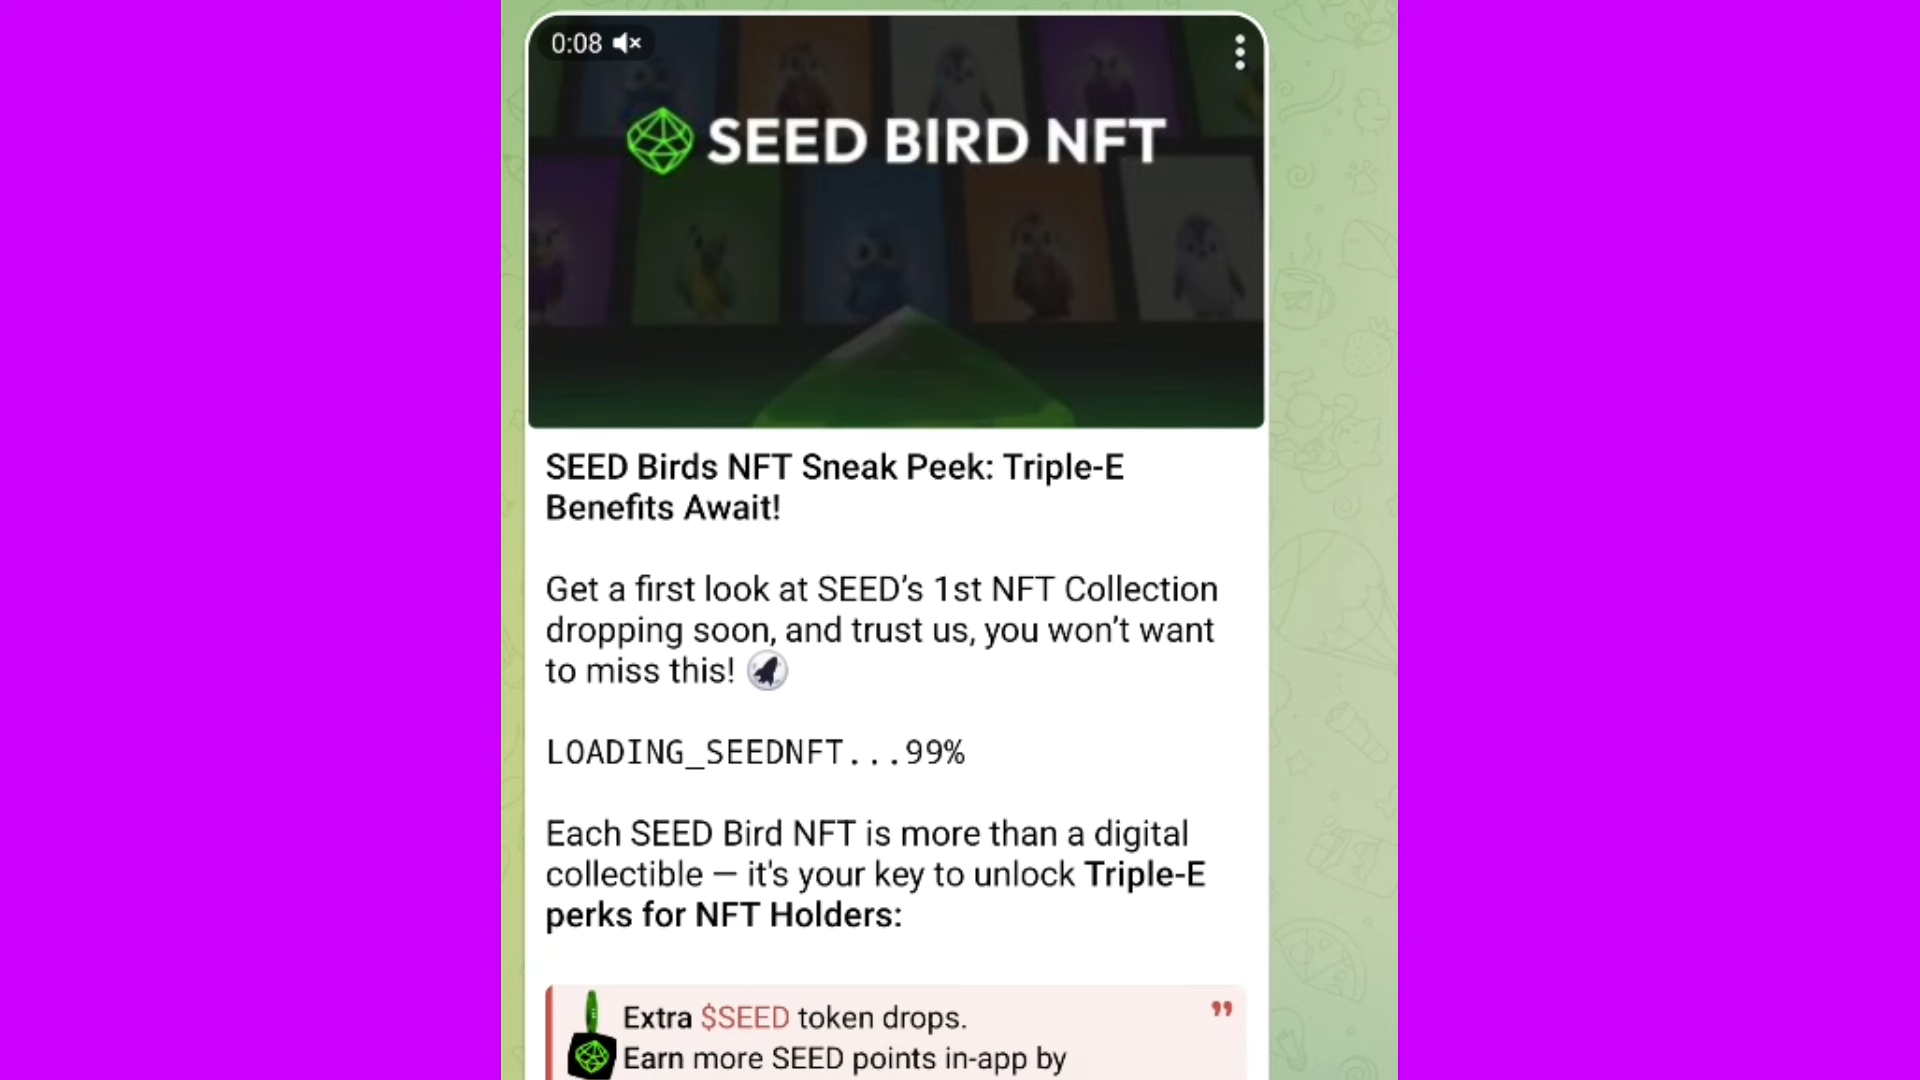 0:08
SEED BIRD NFT
SEED Birds NFT Sneak Peek: Triple-E
Benefits Await!
Get a first look at SEED’s 1st NFT Collection
dropping soon, and trust us, you won’t want
to miss this!
LOADING_SEEDNFT...99%
Each SEED Bird NFT is more than a digital
collectible — it's your key to unlock Triple-E
perks for NFT Holders:
Extra $SEED token drops.
Earn more SEED points in-app by